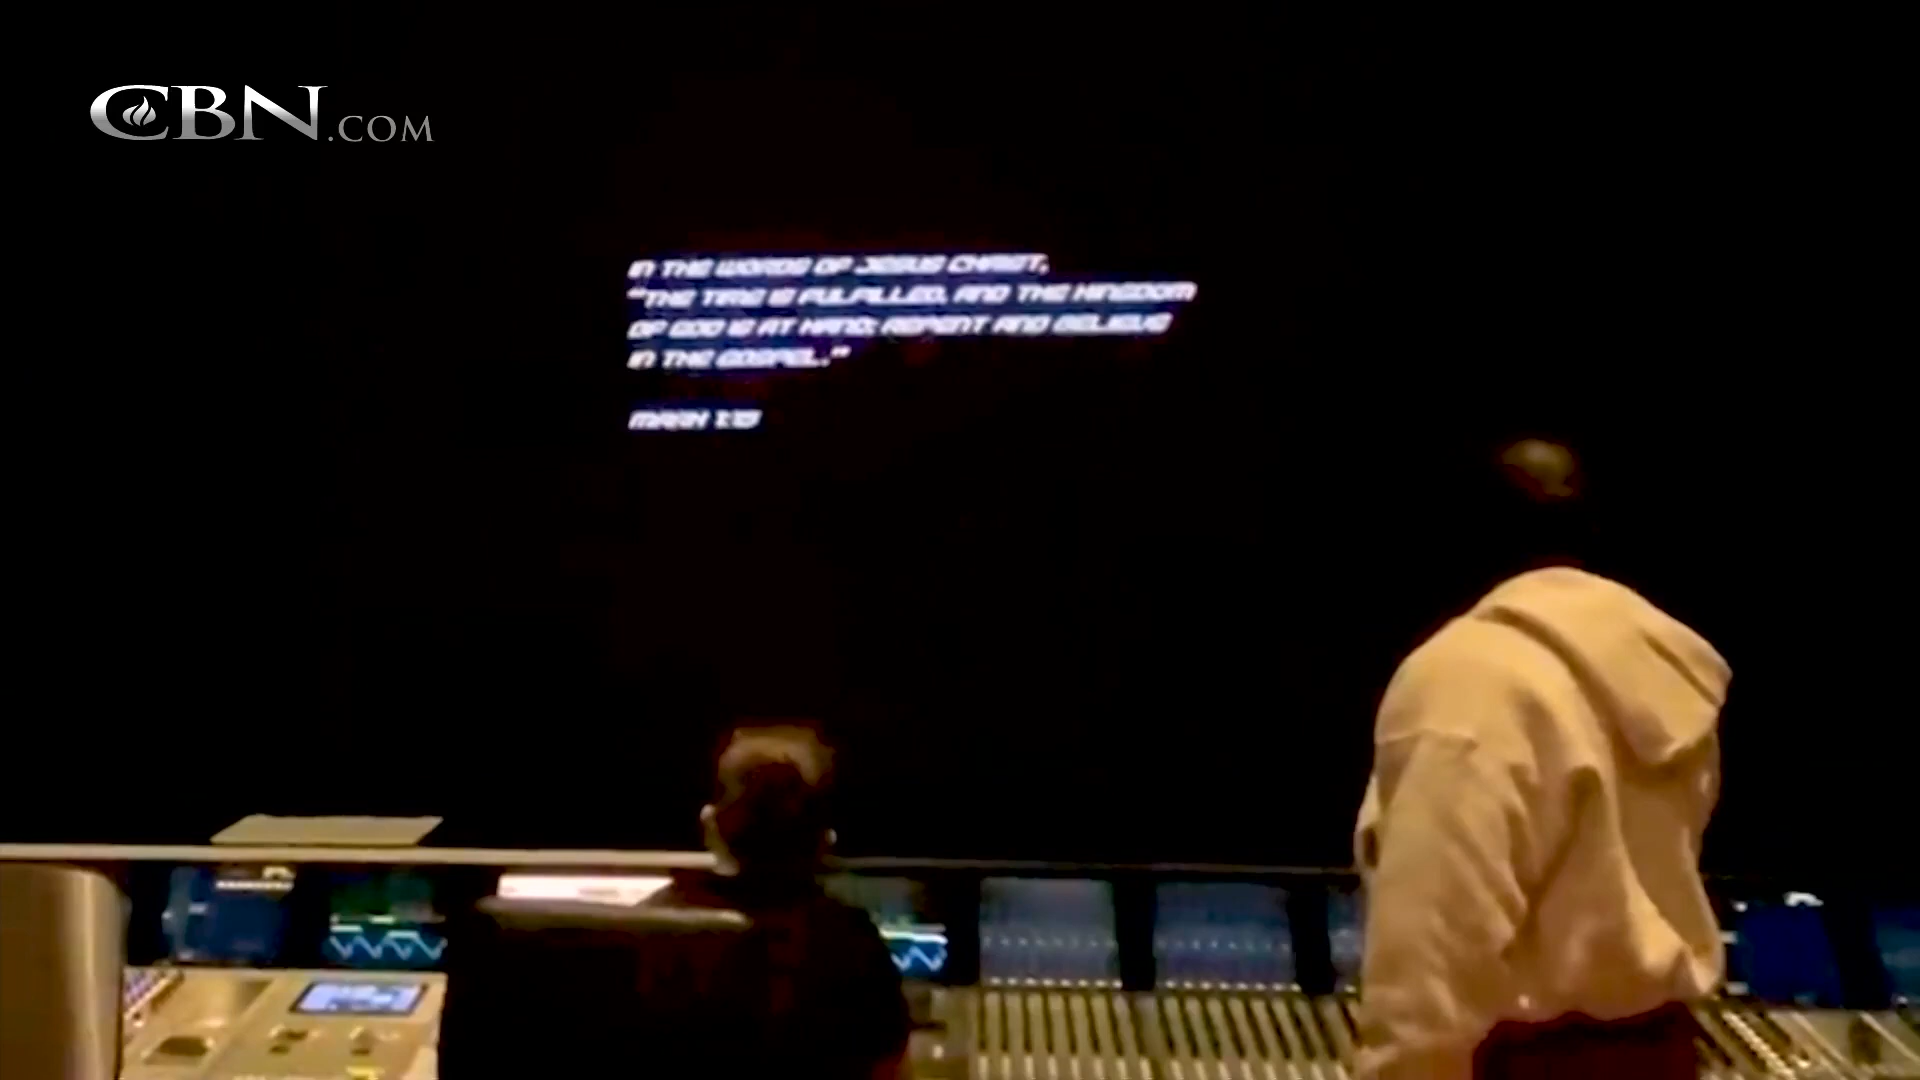 CBN.COM
IN THE WORDS OF JESUS CHRIST,
"THE TIME IS FULFILLED, AND THE KINGDOM
OF GOD IS AT HAND; REPENT AND BELIEVE
IN THE GOSPEL."
MARK 1:15